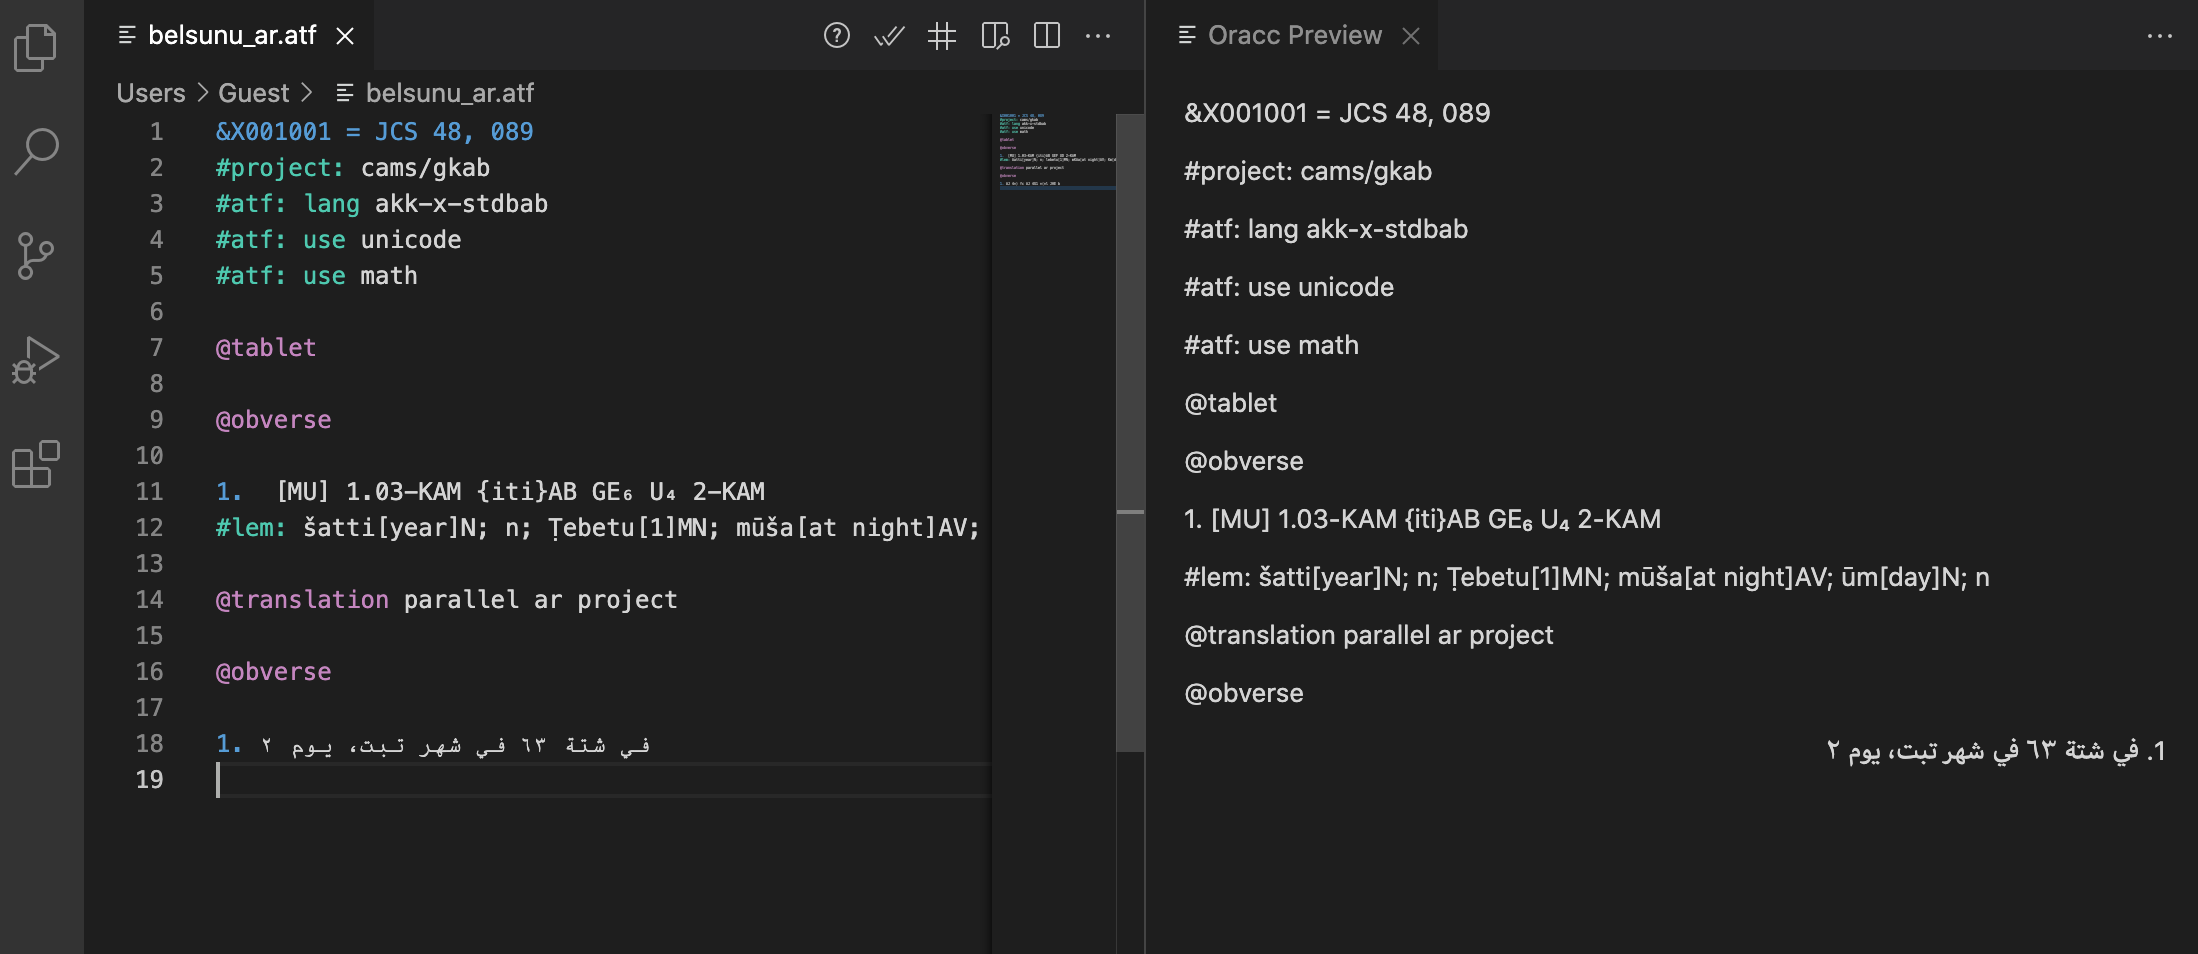 belsunu_ar.atf
Users > Guest > belsunu_ar.atf
1 &X001001 = JCS 48, 089
2 #project: cams/gkab
3 #atf: lang akk-x-stdbab
4 #atf: use unicode
5 #atf: use math
6
7 @tablet
8
9 @obverse
10
11 1. [MU] 1.03-KAM {iti}AB GE₆ U₄ 2-KAM
12 #lem: šatti[year]N; n; Ṭebetu[1]MN; mūša[at night]AV;
13
14 @translation parallel ar project
15
16 @obverse
17
18 1. في شتة ٦٣ في شهر تبت، يوم ٢
19
Oracc Preview
&X001001 = JCS 48, 089
#project: cams/gkab
#atf: lang akk-x-stdbab
#atf: use unicode
#atf: use math
@tablet
@obverse
1. [MU] 1.03-KAM {iti}AB GE₆ U₄ 2-KAM
#lem: šatti[year]N; n; Ṭebetu[1]MN; mūša[at night]AV; ūm[day]N; n
@translation parallel ar project
@obverse
1. في شتة ٦٣ في شهر تبت، يوم ٢